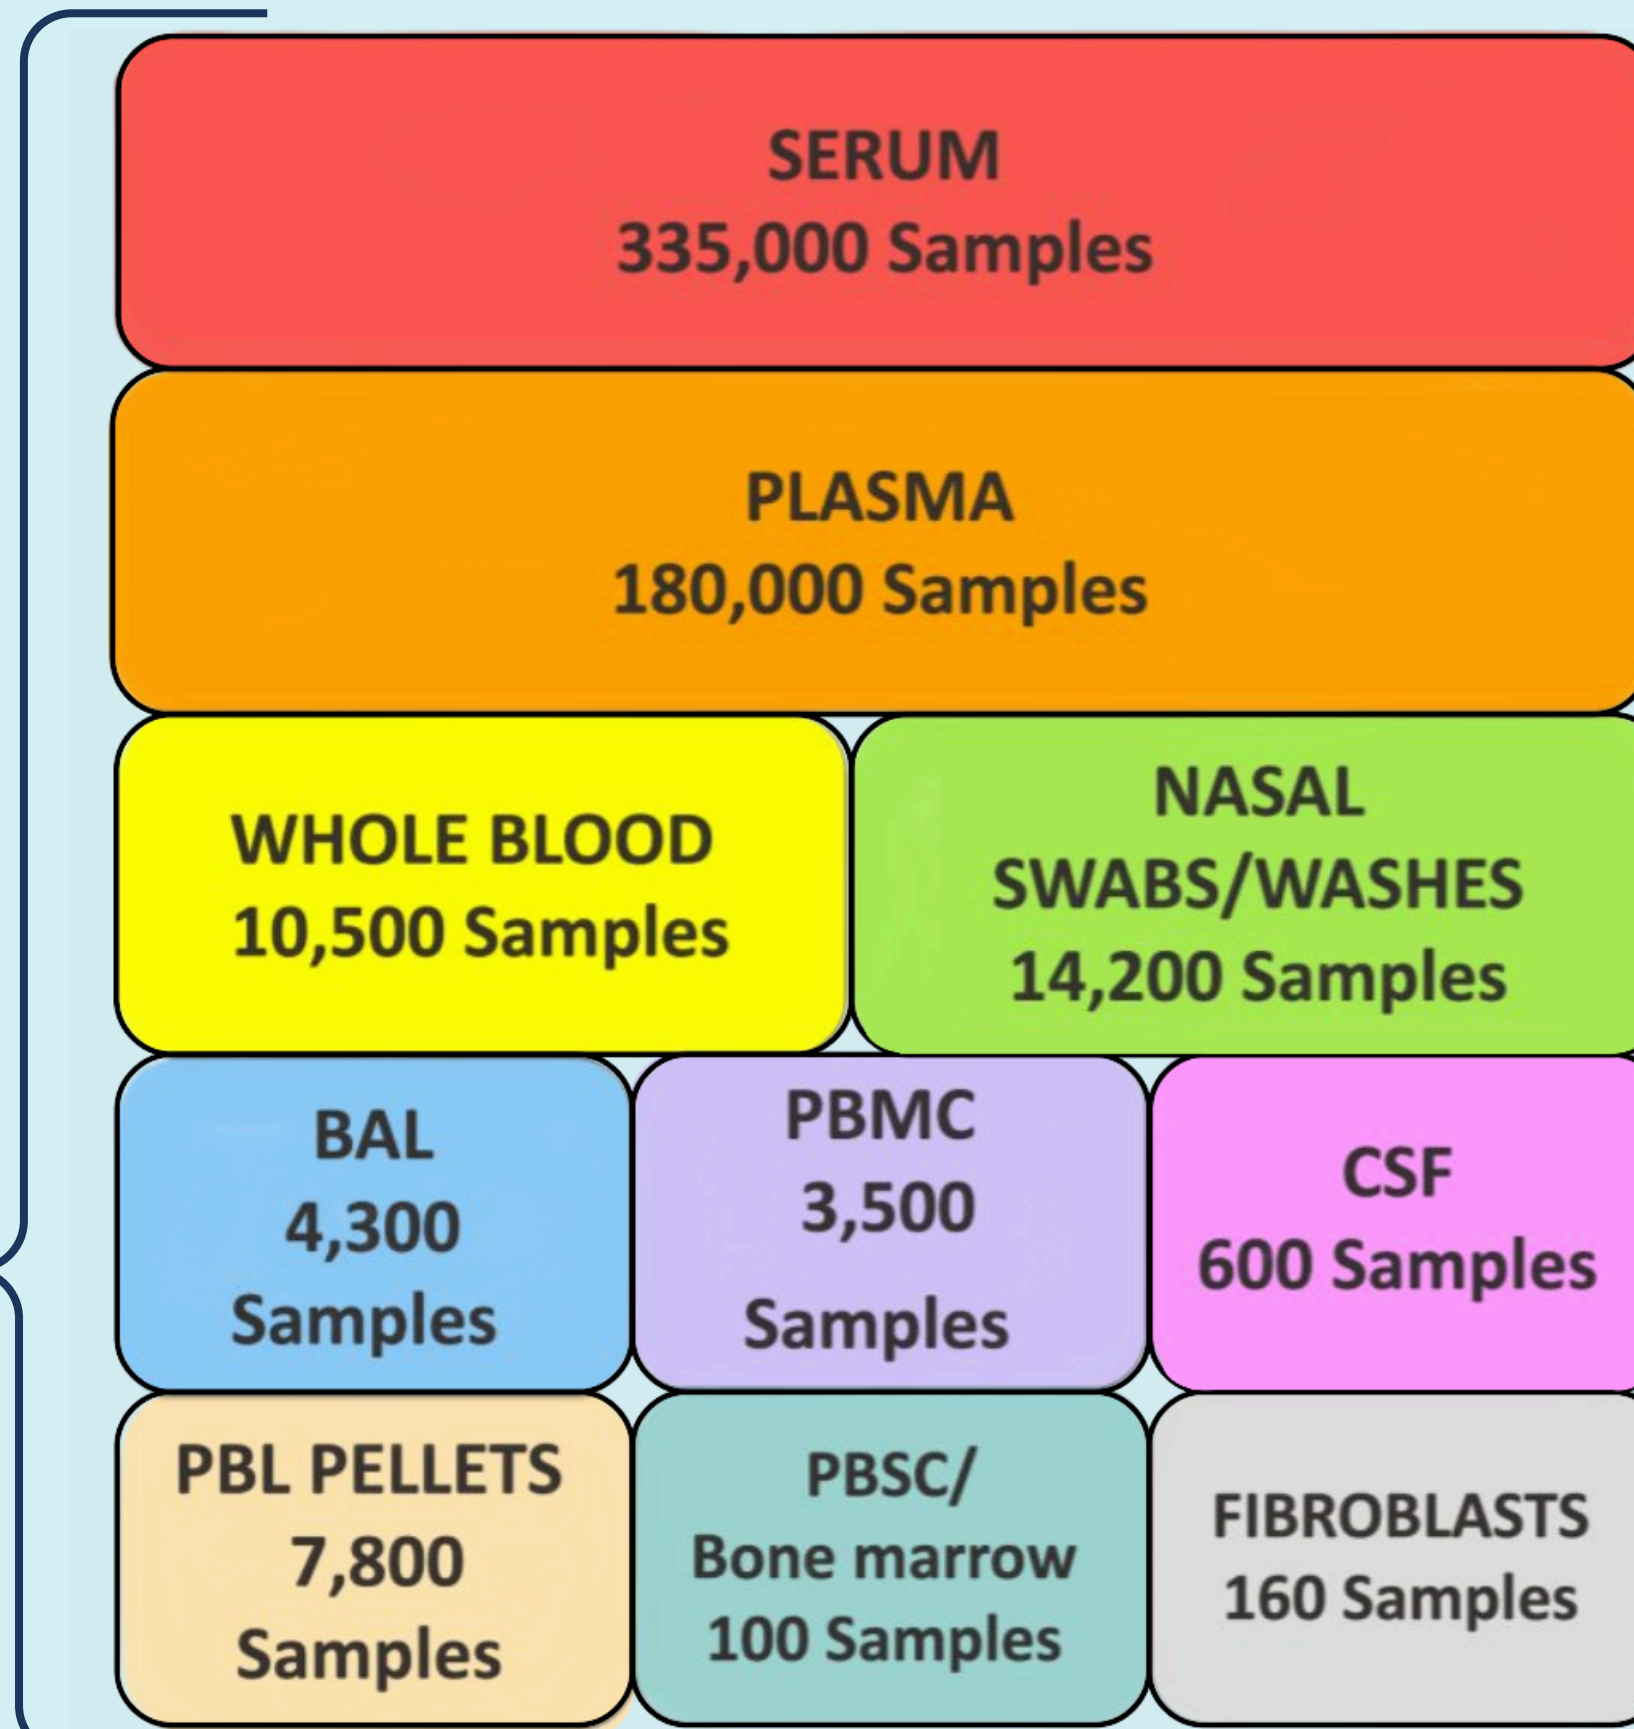 SERUM
335,000 Samples
PLASMA
180,000 Samples
WHOLE BLOOD
10,500 Samples
NASAL
SWABS/WASHES
14,200 Samples
BAL
4,300
Samples
PBMC
3,500
Samples
CSF
600 Samples
PBL PELLETS
7,800
Samples
PBSC/
Bone marrow
100 Samples
FIBROBLASTS
160 Samples